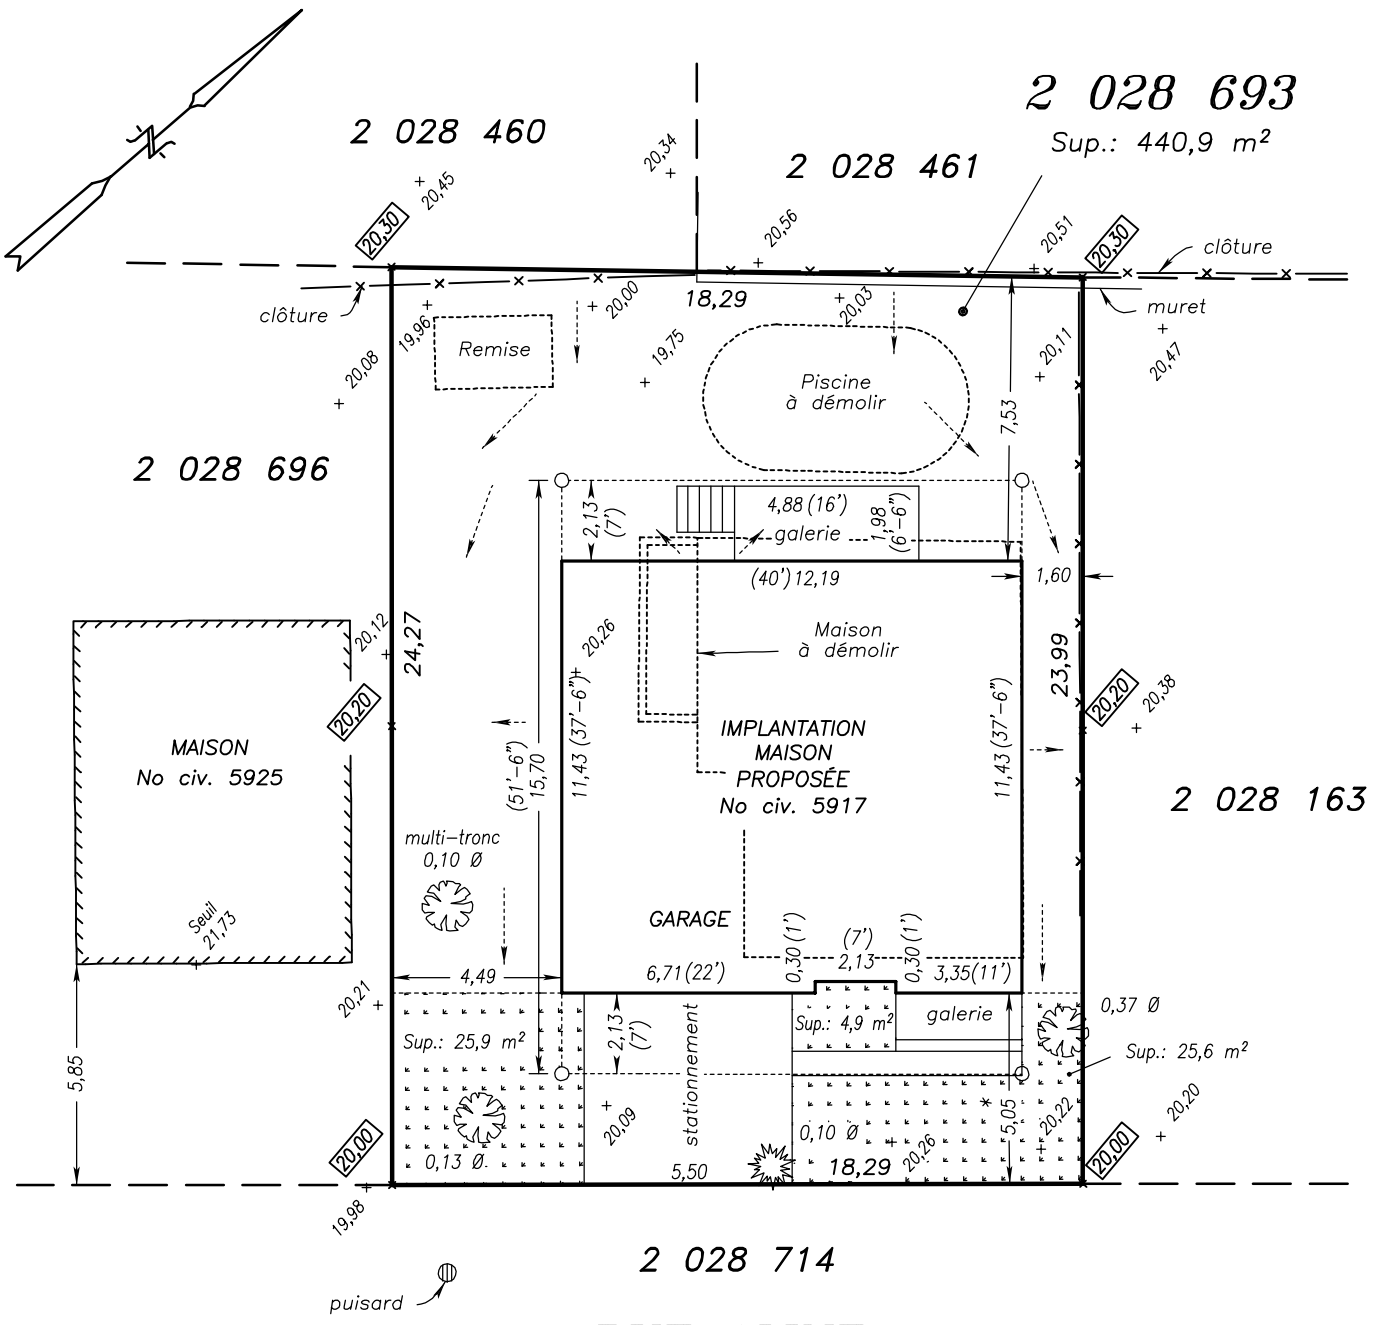 2 028 693
Sup.: 440,9 m²
2 028 460
2 028 461
20,34
20,45
20,30
20,56
20,51
20,30
clôture
clôture
muret
18,29
20,00
20,03
19,96
20,08
19,75
20,11
20,47
Remise
Piscine
à démolir
7,53
2 028 696
2,13
(7')
4,88 (16')
galerie
1,98
(6'-6")
(40') 12,19
1,60
20,12
24,27
20,26
Maison
à démolir
23,99
20,20
20,20
20,38
MAISON
No civ. 5925
(51'-6")
15,70
11,43 (37'-6")
11,43 (37'-6")
IMPLANTATION
MAISON
PROPOSÉE
No civ. 5917
2 028 163
multi-tronc
0,10 Ø
Seuil
21,73
GARAGE
0,30 (1')
(7')
2,13
0,30 (1')
4,49
6,71(22')
3,35(11')
20,21
0,37 Ø
Sup.: 25,9 m²
2,13
(7')
stationnement
Sup.: 4,9 m²
galerie
Sup.: 25,6 m²
5,85
20,09
*
5,05
20,22
20,20
0,10 Ø
20,26
20,00
20,00
0,13 Ø
5,50
18,29
19,98
2 028 714
puisard